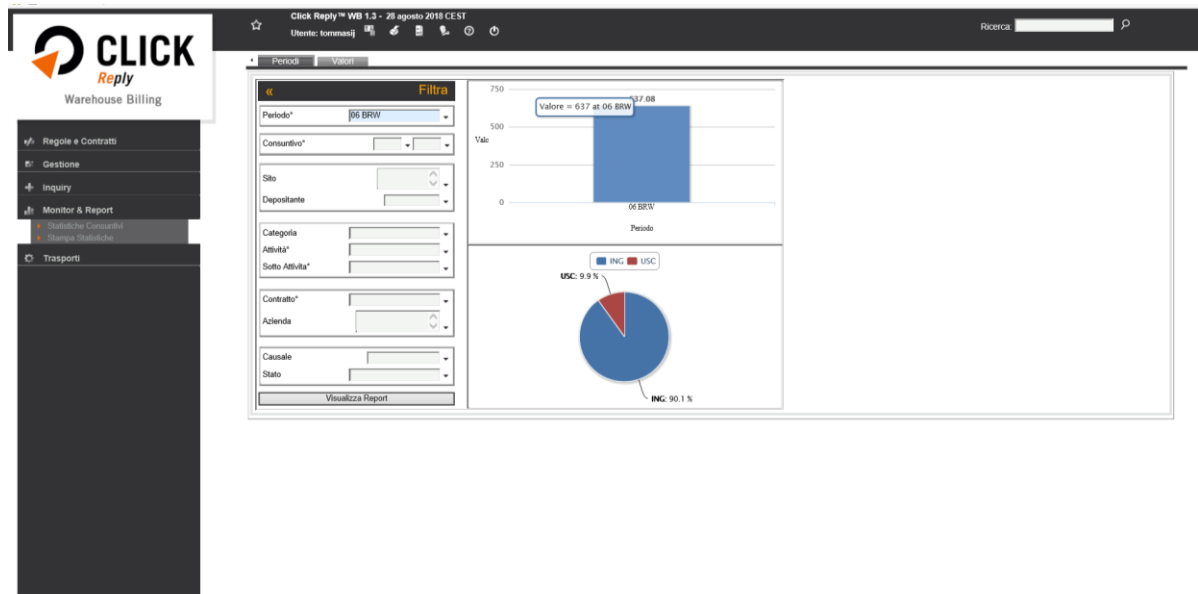 CLICK
Reply
Warehouse Billing
Click Reply™ WB 1.3 - 28 agosto 2018 CEST
Utente: tommasij
Ricerca:
Regole e Contratti
Gestione
Inquiry
Monitor & Report
Statistiche Consuntivi
Stampa Statistiche
Trasporti
Periodi Valori
« Filtra
Periodo* 06 BRW
Consuntivo*
Sito
Depositante
Categoria
Attività*
Sotto Attivita*
Contratto*
Azienda
Causale
Stato
Visualizza Report
750
637.08
Valore = 637 at 06 BRW
500
Vale
250
0
06 BRW
Periodo
ING USC
USC: 9.9 %
ING: 90.1 %